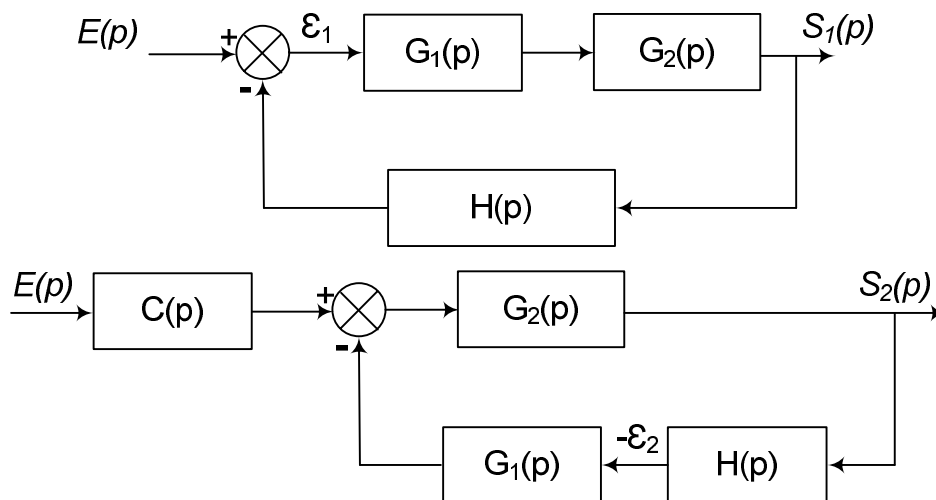 E(p) + ε₁ G₁(p) G₂(p) S₁(p)
-
H(p)
E(p) C(p) + G₂(p) S₂(p)
-
G₁(p) -ε₂ H(p)